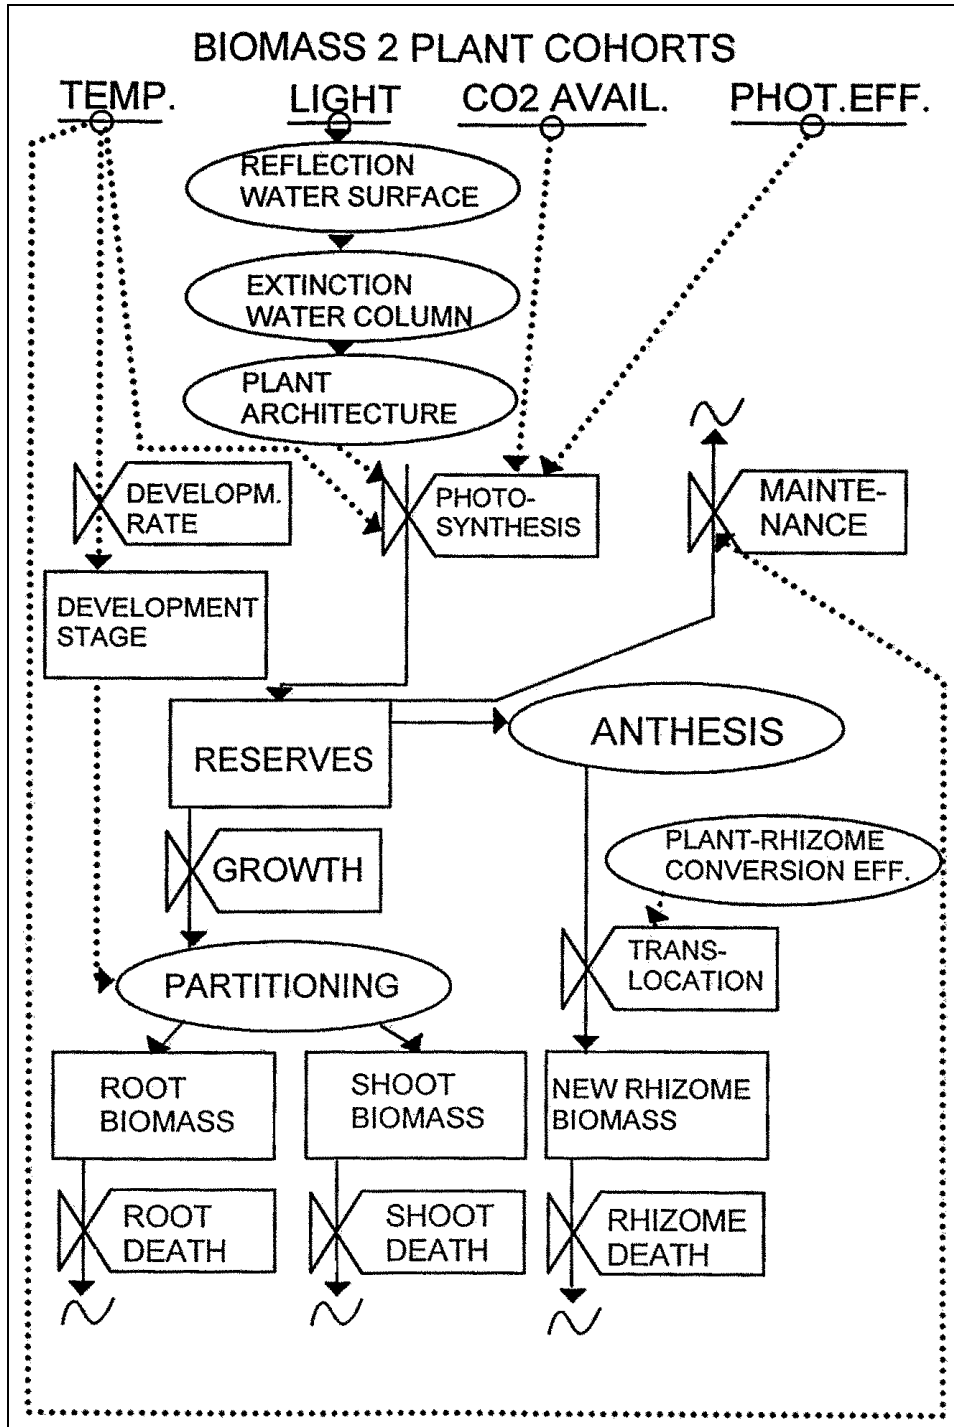 BIOMASS 2 PLANT COHORTS
TEMP.
LIGHT
CO2 AVAIL.
PHOT.EFF.
REFLECTION
WATER SURFACE
EXTINCTION
WATER COLUMN
PLANT
ARCHITECTURE
DEVELOPM.
RATE
PHOTO-
SYNTHESIS
MAINTE-
NANCE
DEVELOPMENT
STAGE
RESERVES
ANTHESIS
GROWTH
PLANT-RHIZOME
CONVERSION EFF.
TRANS-
LOCATION
PARTITIONING
ROOT
BIOMASS
SHOOT
BIOMASS
NEW RHIZOME
BIOMASS
ROOT
DEATH
SHOOT
DEATH
RHIZOME
DEATH